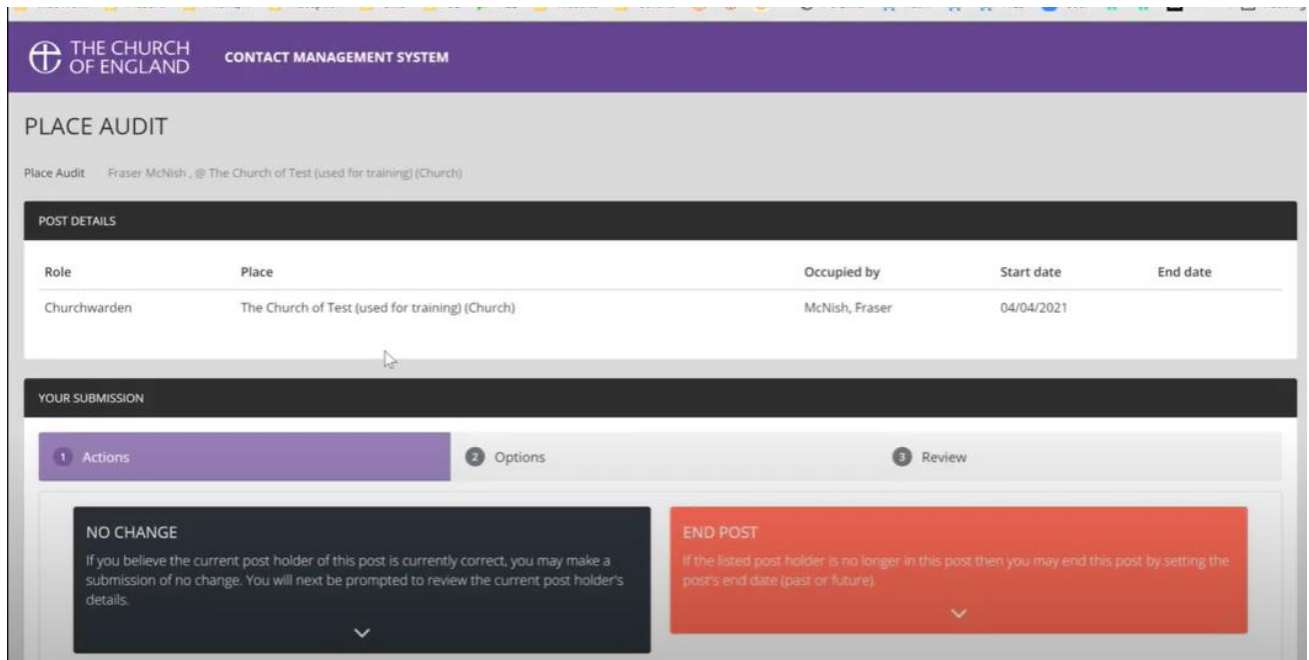 THE CHURCH
OF ENGLAND
CONTACT MANAGEMENT SYSTEM
PLACE AUDIT
Place Audit Fraser McNish , @ The Church of Test (used for training) (Church)
POST DETAILS
Role Place Occupied by Start date End date
Churchwarden The Church of Test (used for training) (Church) McNish, Fraser 04/04/2021
YOUR SUBMISSION
1 Actions 2 Options 3 Review
NO CHANGE
If you believe the current post holder of this post is currently correct, you may make a
submission of no change. You will next be prompted to review the current post holder's
details.
END POST
If the listed post holder is no longer in this post then you may end this post by setting the
post's end date (past or future).